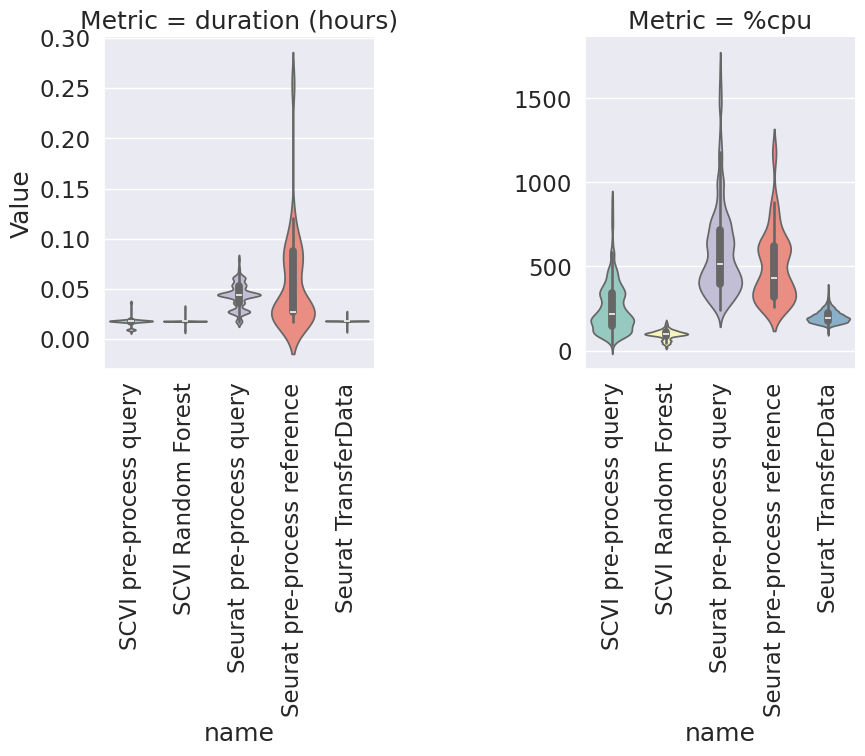 Metric = duration (hours)
Metric = %cpu
Value
0.30
0.25
0.20
0.15
0.10
0.05
0.00
1500
1000
500
0
SCVI pre-process query
SCVI Random Forest
Seurat pre-process query
Seurat pre-process reference
Seurat TransferData
SCVI pre-process query
SCVI Random Forest
Seurat pre-process query
Seurat pre-process reference
Seurat TransferData
name
name